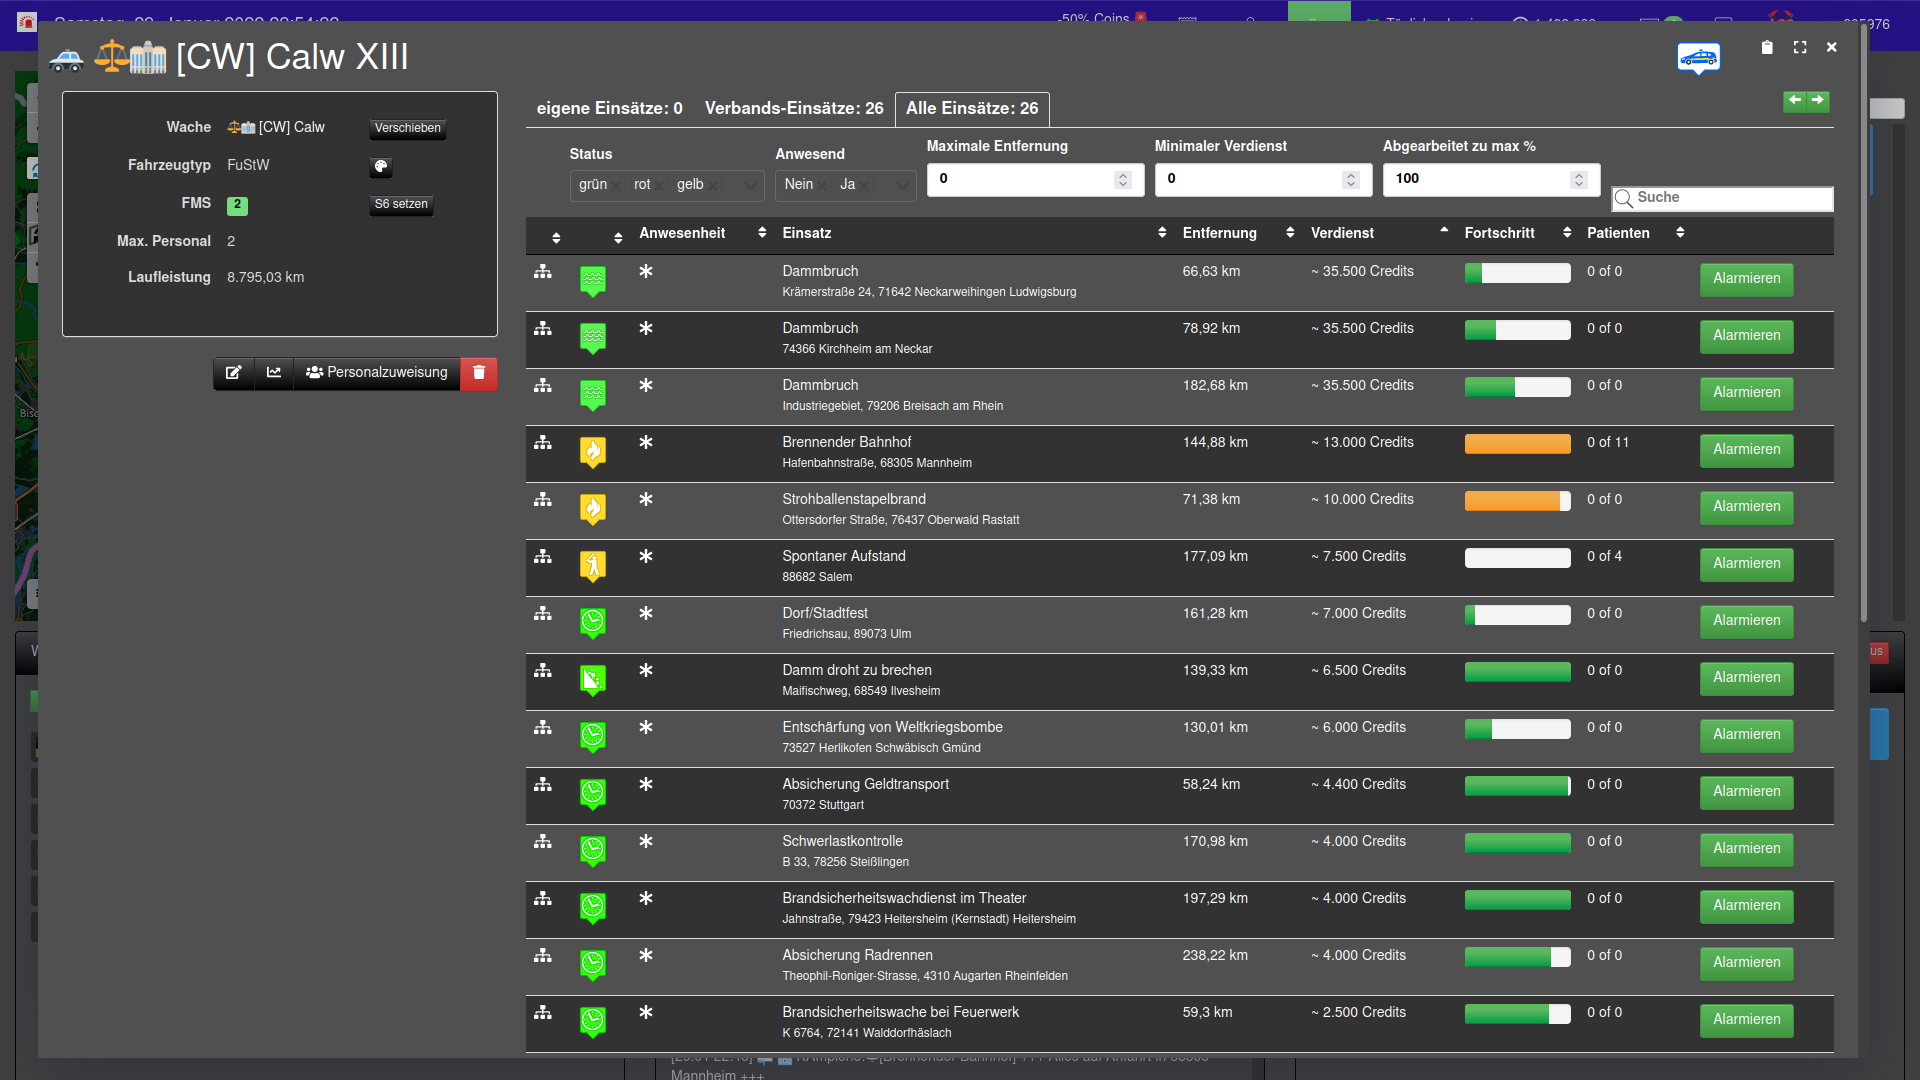 [CW] Calw XIII
Wache [CW] Calw Verschieben
Fahrzeugtyp FuStW
FMS 2 S6 setzen
Max. Personal 2
Laufleistung 8.795,03 km
Personalzuweisung
eigene Einsätze: 0 Verbands-Einsätze: 26 Alle Einsätze: 26
Status Anwesend Maximale Entfernung Minimaler Verdienst Abgearbeitet zu max %
grün rot gelb Nein Ja 0 0 100
Suche
Anwesenheit Einsatz Entfernung Verdienst Fortschritt Patienten
Dammbruch 66,63 km ~ 35.500 Credits 0 of 0 Alarmieren
Krämerstraße 24, 71642 Neckarweihingen Ludwigsburg
Dammbruch 78,92 km ~ 35.500 Credits 0 of 0 Alarmieren
74366 Kirchheim am Neckar
Dammbruch 182,68 km ~ 35.500 Credits 0 of 0 Alarmieren
Industriegebiet, 79206 Breisach am Rhein
Brennender Bahnhof 144,88 km ~ 13.000 Credits 0 of 11 Alarmieren
Hafenbahnstraße, 68305 Mannheim
Strohballenstapelbrand 71,38 km ~ 10.000 Credits 0 of 0 Alarmieren
Ottersdorfer Straße, 76437 Oberwald Rastatt
Spontaner Aufstand 177,09 km ~ 7.500 Credits 0 of 4 Alarmieren
88682 Salem
Dorf/Stadtfest 161,28 km ~ 7.000 Credits 0 of 0 Alarmieren
Friedrichsau, 89073 Ulm
Damm droht zu brechen 139,33 km ~ 6.500 Credits 0 of 0 Alarmieren
Maifischweg, 68549 Ilvesheim
Entschärfung von Weltkriegsbombe 130,01 km ~ 6.000 Credits 0 of 0 Alarmieren
73527 Herlikofen Schwäbisch Gmünd
Absicherung Geldtransport 58,24 km ~ 4.400 Credits 0 of 0 Alarmieren
70372 Stuttgart
Schwerlastkontrolle 170,98 km ~ 4.000 Credits 0 of 0 Alarmieren
B 33, 78256 Steißlingen
Brandsicherheitswachdienst im Theater 197,29 km ~ 4.000 Credits 0 of 0 Alarmieren
Jahnstraße, 79423 Heitersheim (Kernstadt) Heitersheim
Absicherung Radrennen 238,22 km ~ 4.000 Credits 0 of 0 Alarmieren
Theophil-Roniger-Strasse, 4310 Augarten Rheinfelden
Brandsicherheitswache bei Feuerwerk 59,3 km ~ 2.500 Credits 0 of 0 Alarmieren
K 6764, 72141 Walddorfhäslach
Mannheim +++